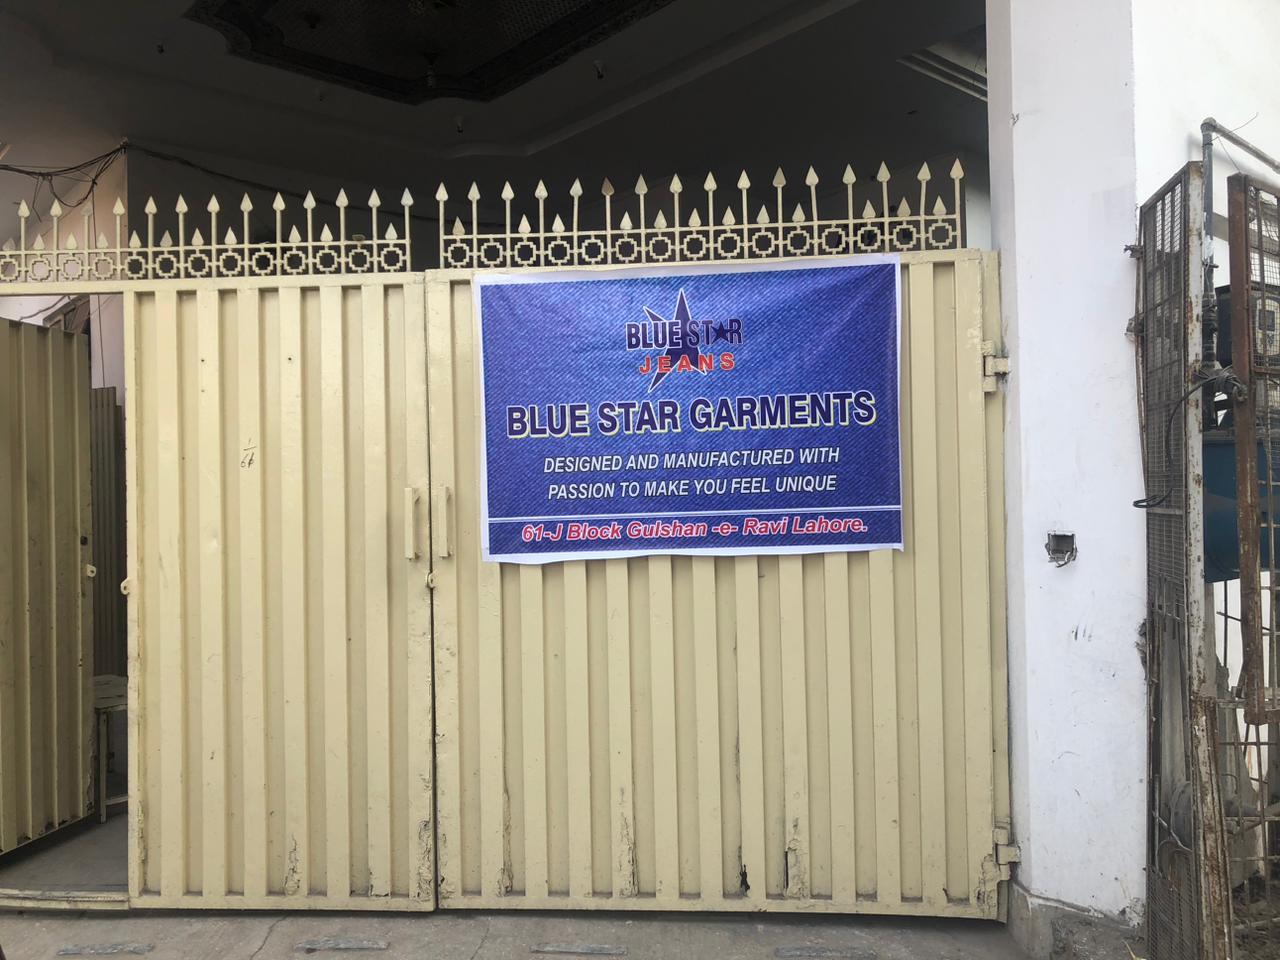 BLUE STAR
JEANS
BLUE STAR GARMENTS
DESIGNED AND MANUFACTURED WITH
PASSION TO MAKE YOU FEEL UNIQUE
61-J Block Gulshan -e- Ravi Lahore.